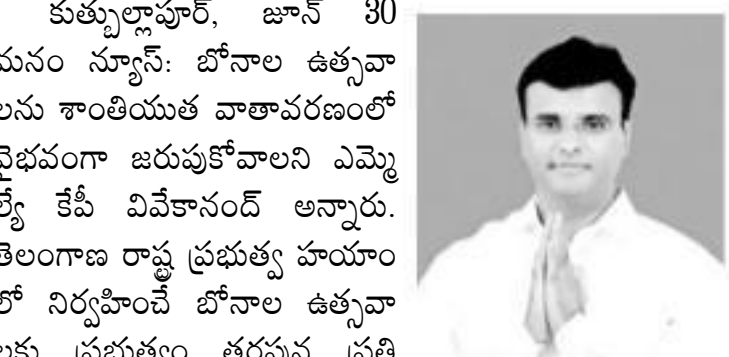 కుత్బుల్లాపూర్, జూన్ 30
మనం న్యూస్: బోనాల ఉత్సవా
లను శాంతియుత వాతావరణంలో
వైభవంగా జరుపుకోవాలని ఎమ్మె
ల్యే కేపీ వివేకానంద్ అన్నారు.
తెలంగాణ రాష్ట్ర ప్రభుత్వ హయాం
లో నిర్వహించే బోనాల ఉత్సవా
లకు ప్రభుత్వం తరపున ప్రతి